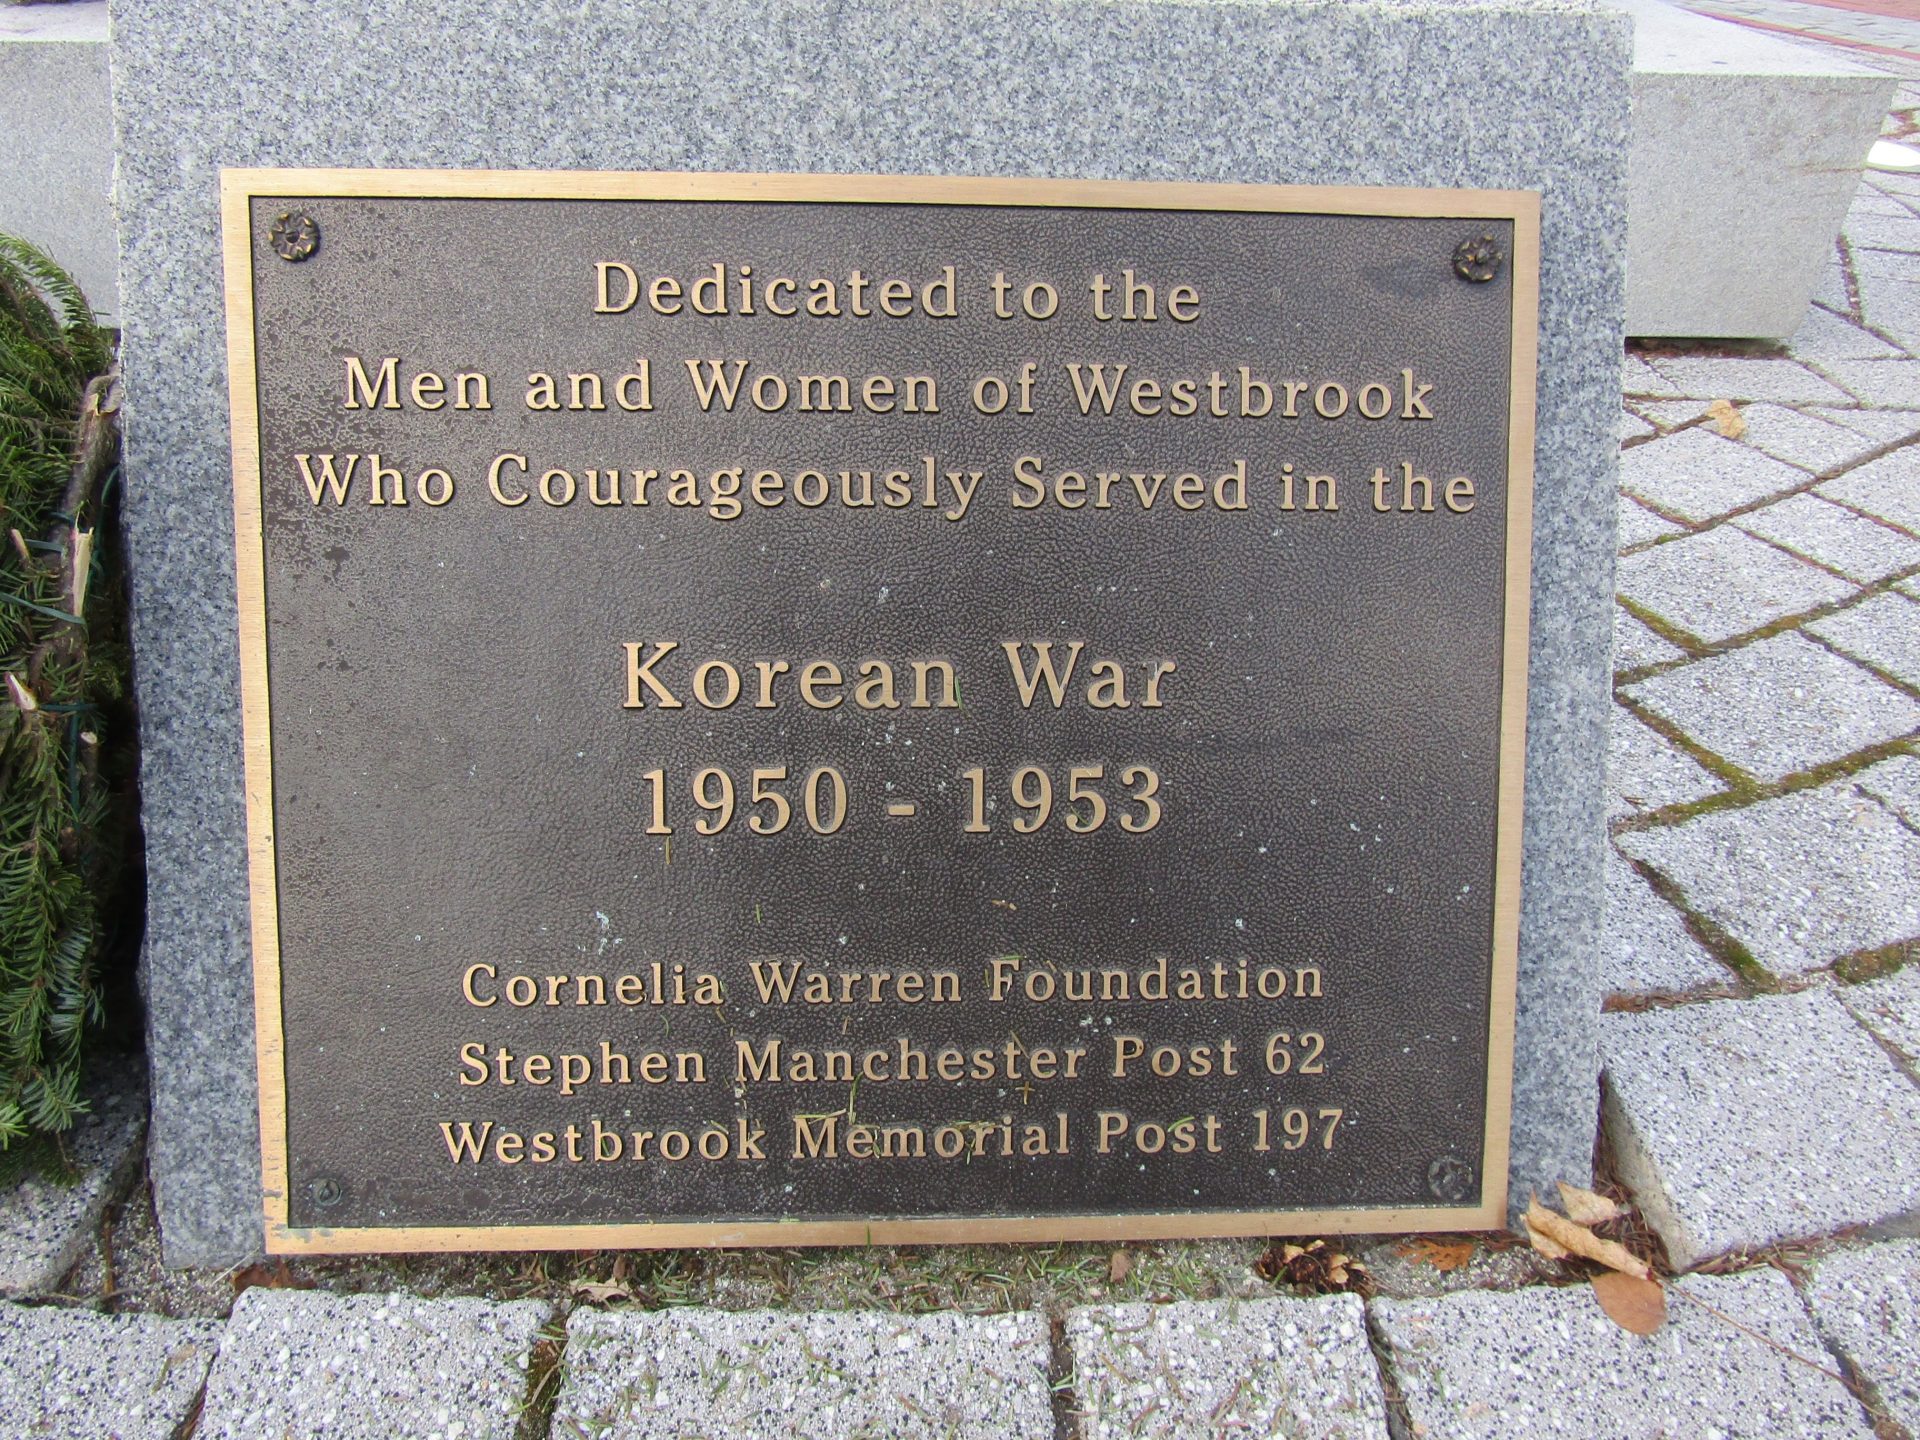 Dedicated to the
Men and Women of Westbrook
Who Courageously Served in the
Korean War
1950 - 1953
Cornelia Warren Foundation
Stephen Manchester Post 62
Westbrook Memorial Post 197